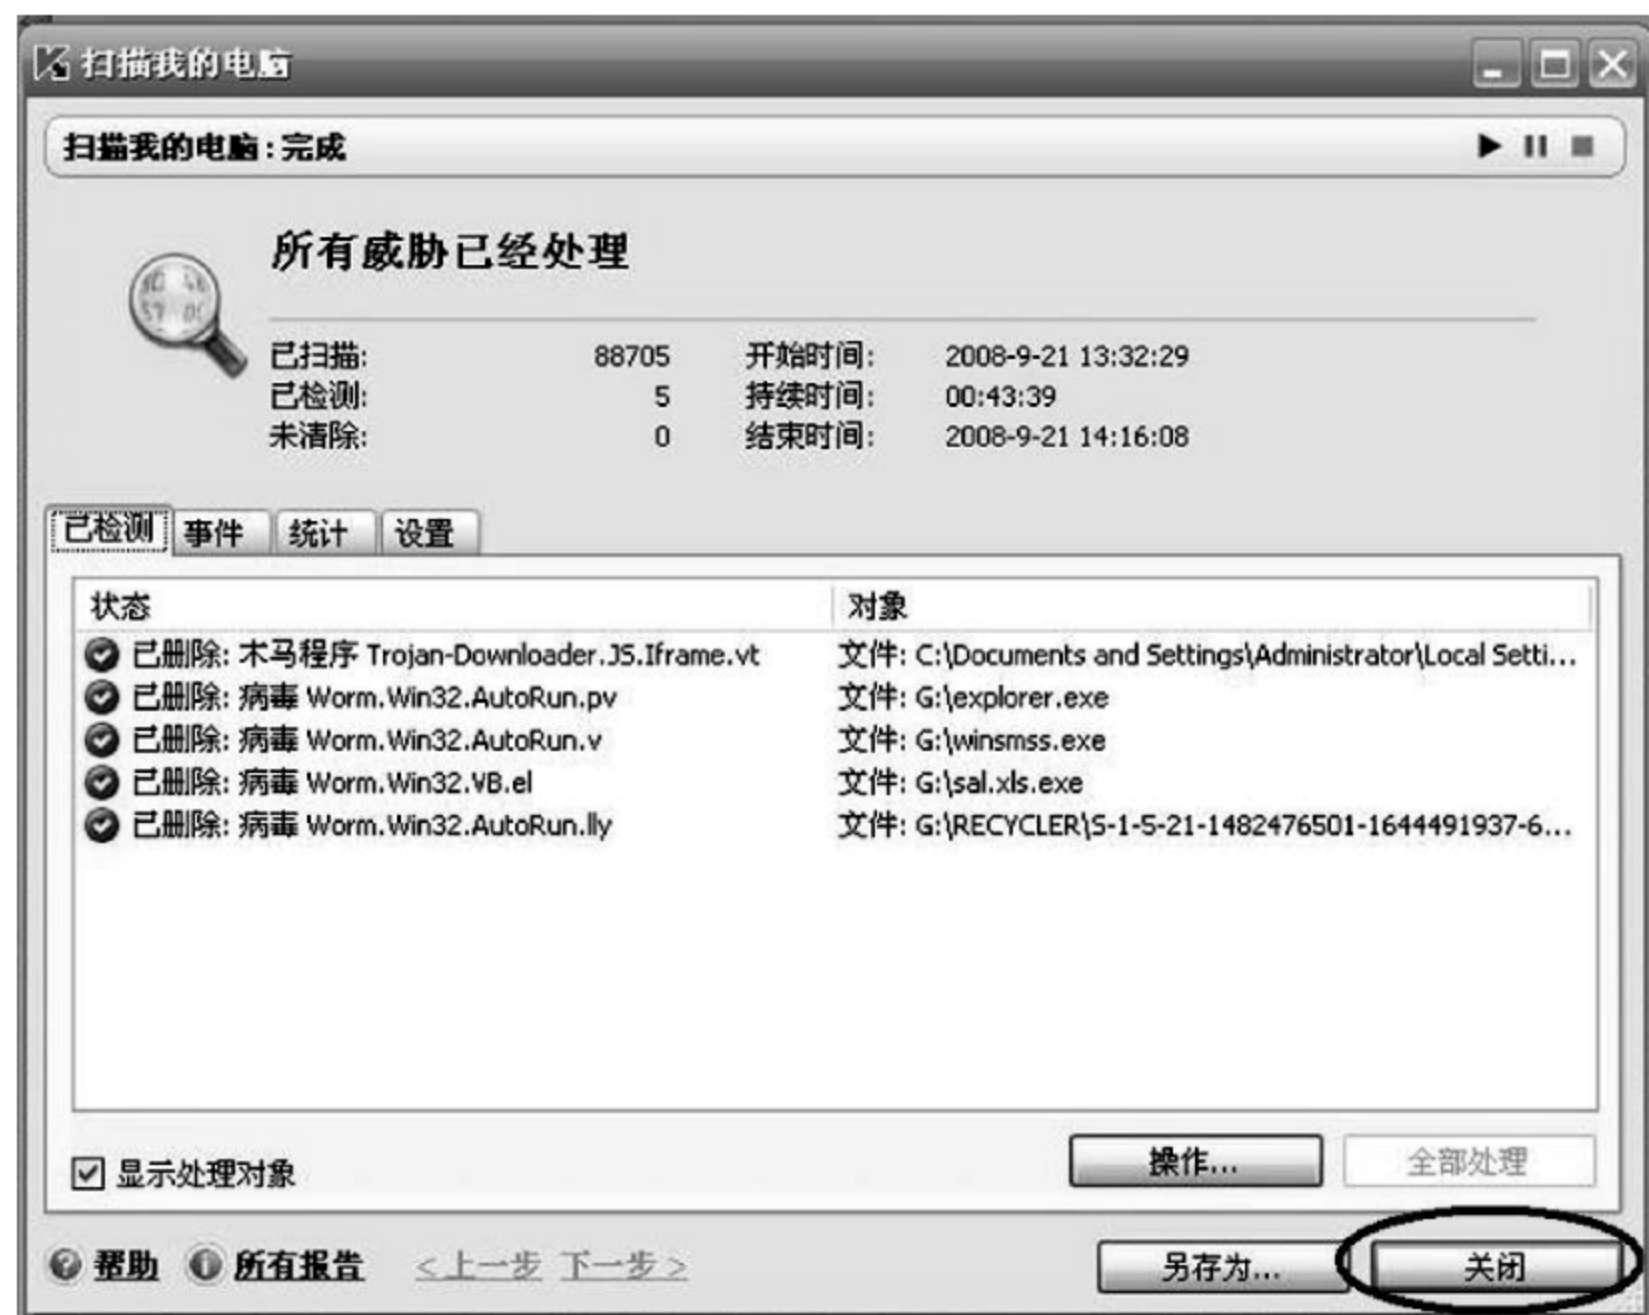 扫描我的电脑
扫描我的电脑:完成
所有威胁已经处理
已扫描: 88705 开始时间: 2008-9-21 13:32:29
已检测: 5 持续时间: 00:43:39
未清除: 0 结束时间: 2008-9-21 14:16:08
已检测 事件 统计 设置
状态 对象
已删除: 木马程序 Trojan-Downloader.JS.Iframe.vt 文件: C:\Documents and Settings\Administrator\Local Setti...
已删除: 病毒 Worm.Win32.AutoRun.pv 文件: G:\explorer.exe
已删除: 病毒 Worm.Win32.AutoRun.v 文件: G:\winsmss.exe
已删除: 病毒 Worm.Win32.VB.el 文件: G:\sal.xls.exe
已删除: 病毒 Worm.Win32.AutoRun.lly 文件: G:\RECYCLER\S-1-5-21-1482476501-1644491937-6...
显示处理对象 操作... 全部处理
帮助 所有报告 <上一步 下一步> 另存为... 关闭